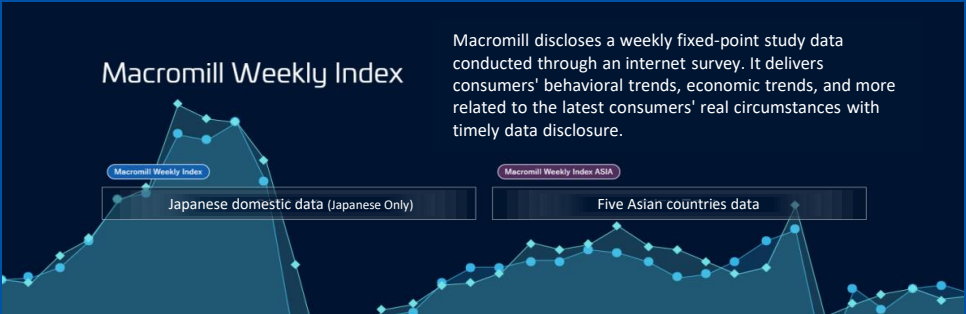 Macromill Weekly Index
Macromill discloses a weekly fixed-point study data
conducted through an internet survey. It delivers
consumers' behavioral trends, economic trends, and more
related to the latest consumers' real circumstances with
timely data disclosure.
Macromill Weekly Index
Japanese domestic data (Japanese Only)
Macromill Weekly Index ASIA
Five Asian countries data